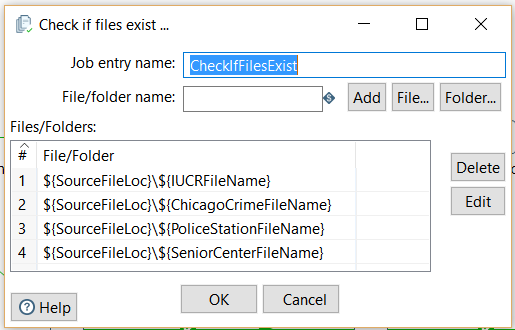 Check if files exist ...
Job entry name: CheckIfFilesExist
File/folder name: Add File... Folder...
Files/Folders:
# File/Folder
1 ${SourceFileLoc}\${IUCRFileName}
2 ${SourceFileLoc}\${ChicagoCrimeFileName}
3 ${SourceFileLoc}\${PoliceStationFileName}
4 ${SourceFileLoc}\${SeniorCenterFileName}
Delete
Edit
Help OK Cancel